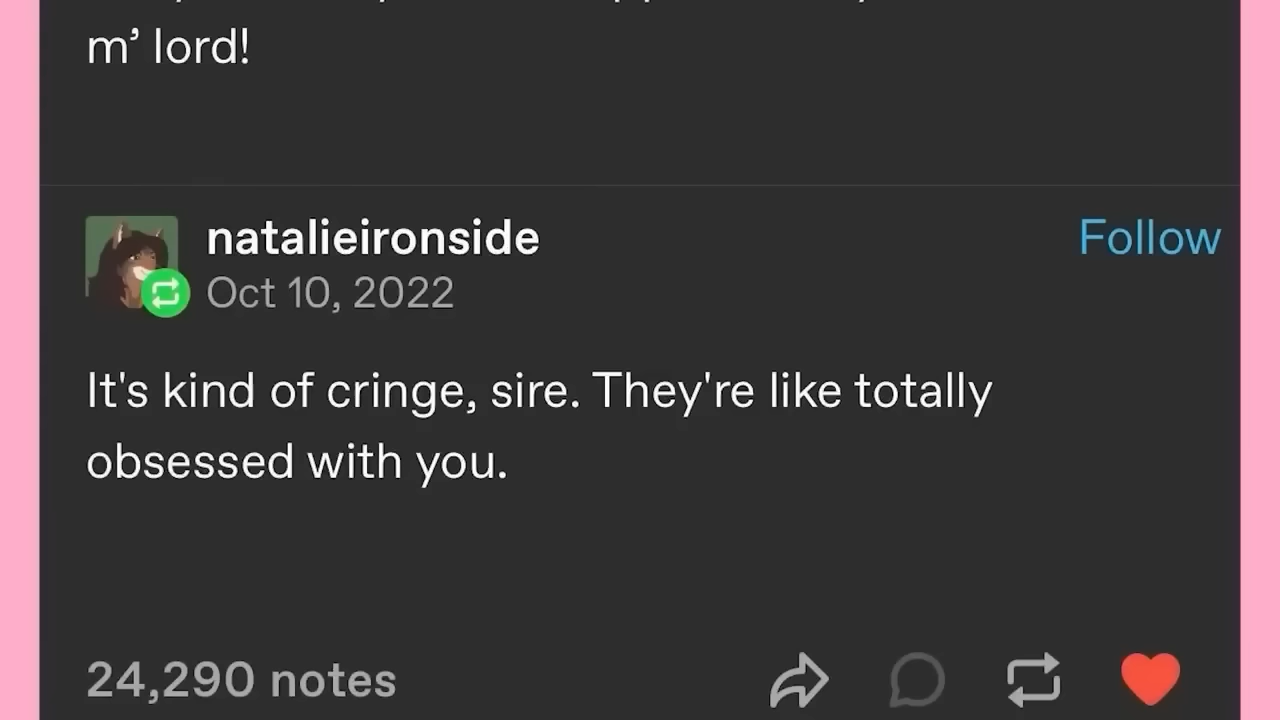 m’ lord!
natalieironside
Follow
Oct 10, 2022
It's kind of cringe, sire. They're like totally
obsessed with you.
24,290 notes